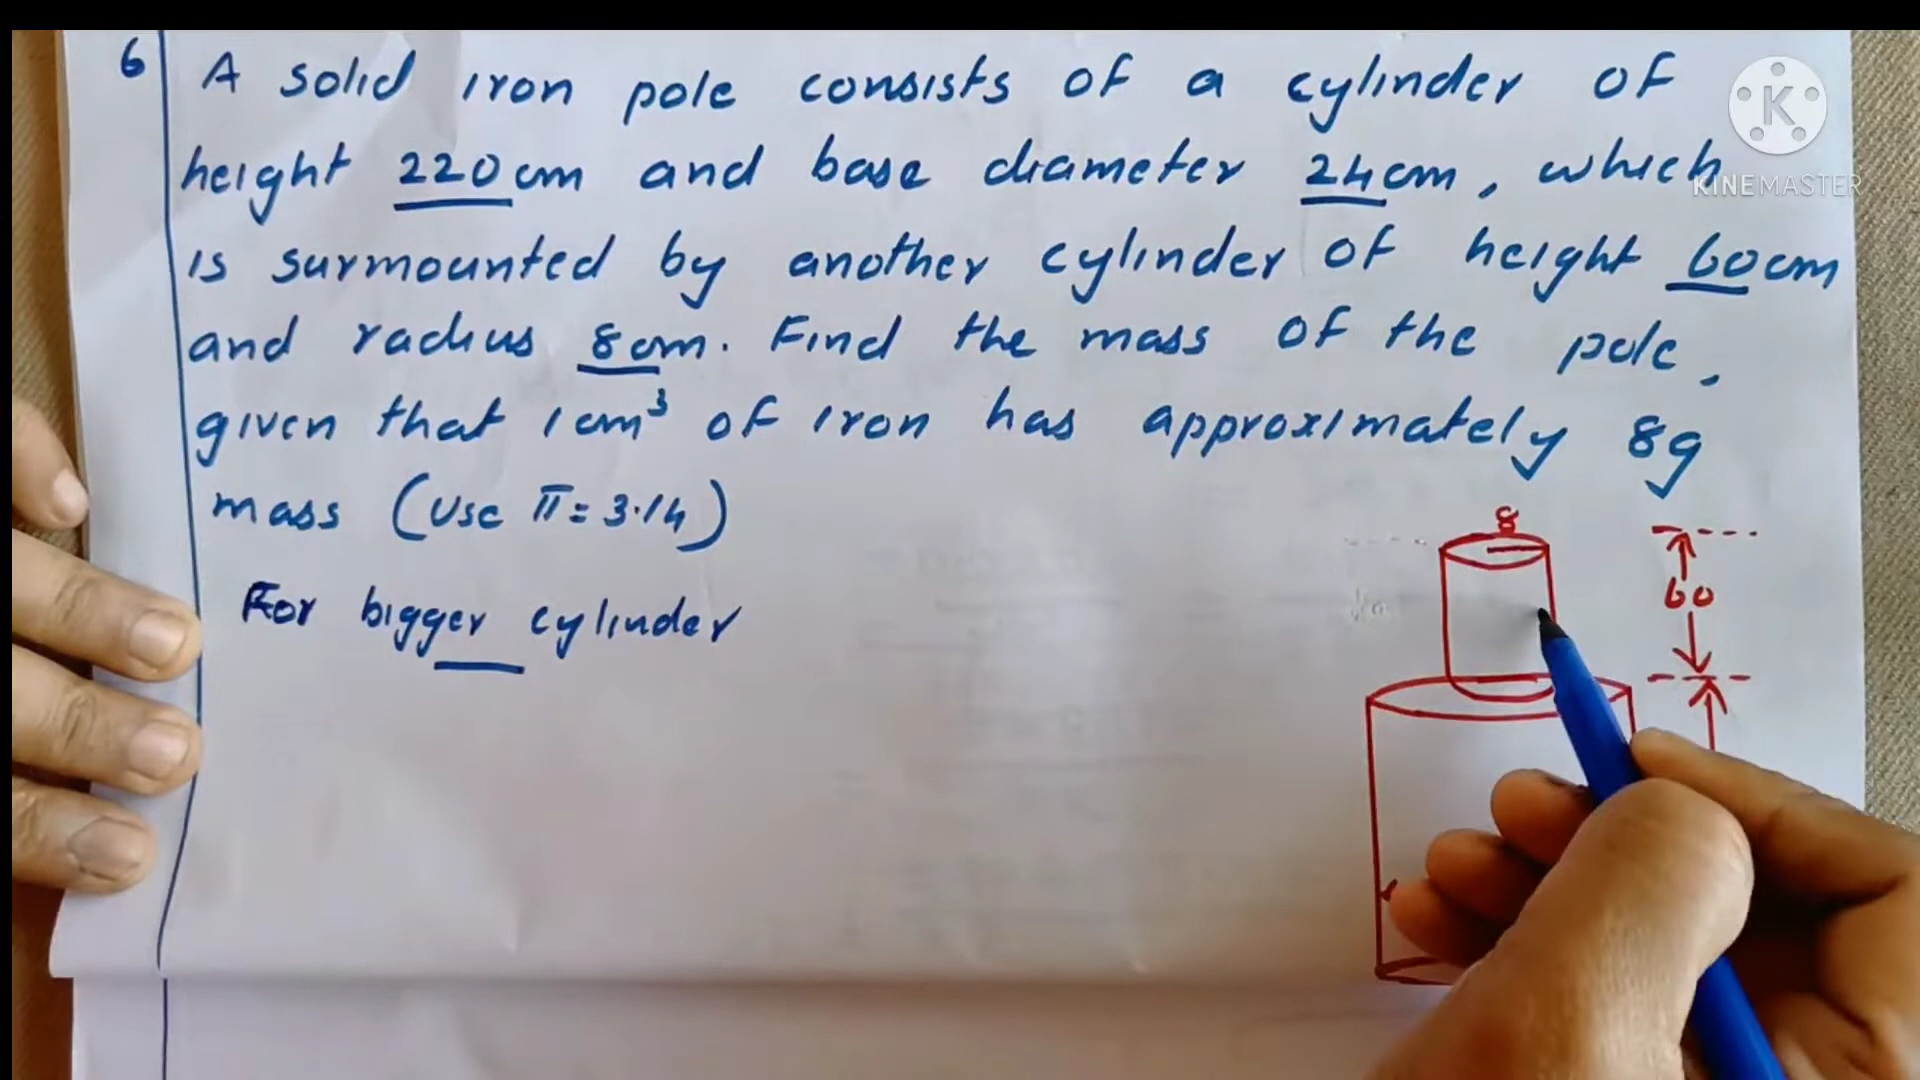 6
A solid iron pole consists of a cylinder of
height 220cm and base diameter 24cm, which
is surmounted by another cylinder of height 60cm
and radius 8cm. Find the mass of the pole,
given that 1cm³ of iron has approximately 8g
mass (Use π = 3.14)
For bigger cylinder
8
60
K
KINEMASTER